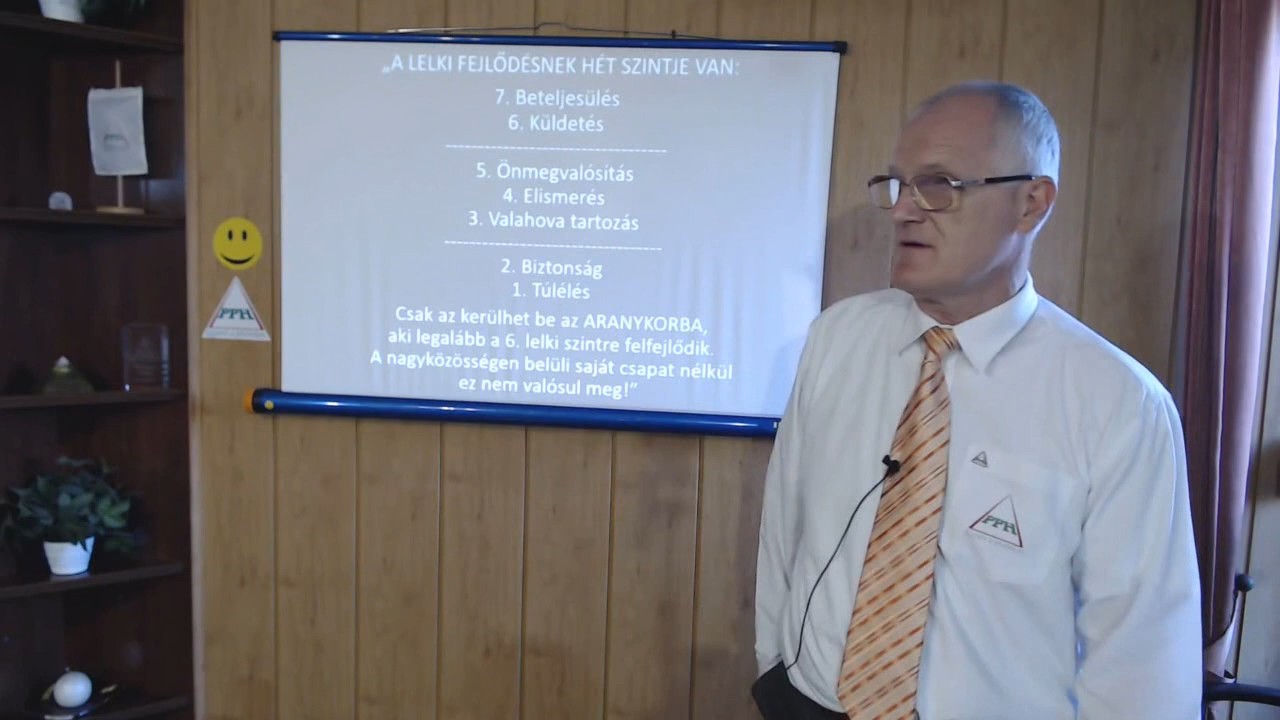 „A LELKI FEJLŐDÉSNEK HÉT SZINTJE VAN:
7. Beteljesülés
6. Küldetés
5. Önmegvalósítás
4. Elismerés
3. Valahova tartozás
2. Biztonság
1. Túlélés
Csak az kerülhet be az ARANYKORBA,
aki legalább a 6. lelki szintre felfejlődik.
A nagyközösségen belüli saját csapat nélkül
ez nem valósul meg!”
PPH
PPH